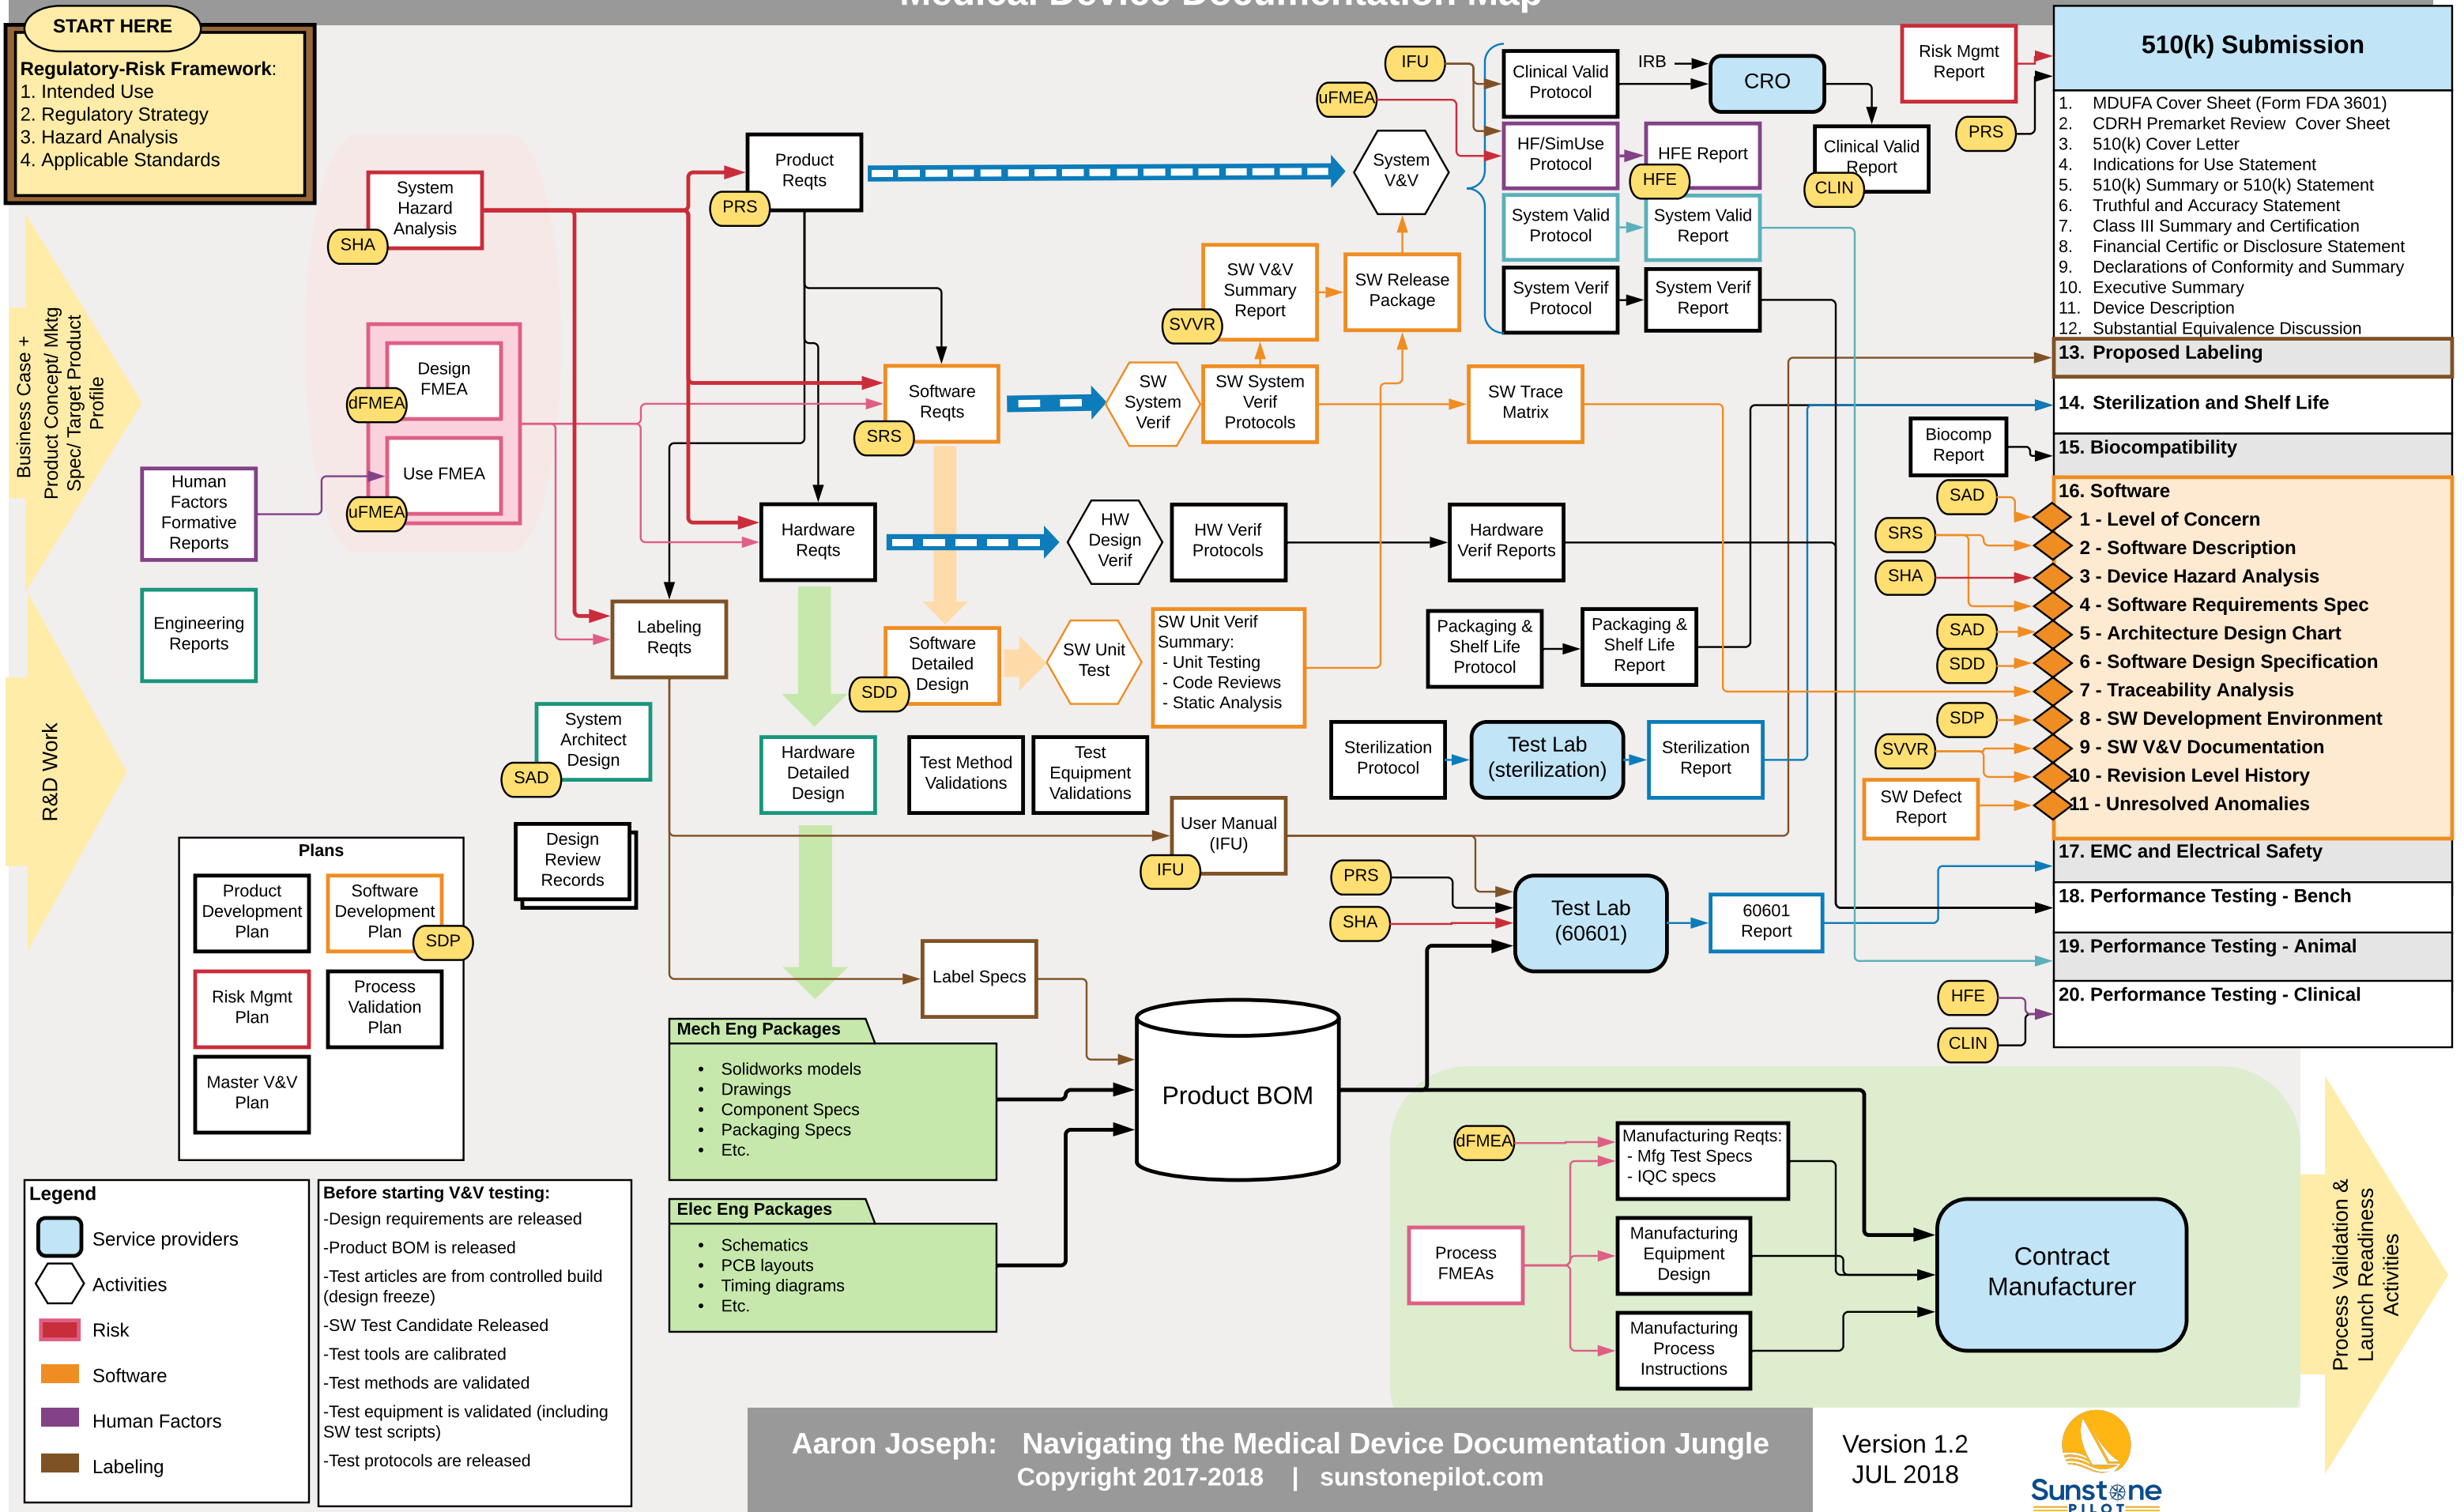 Medical Device Documentation Map
START HERE
Regulatory-Risk Framework:
1. Intended Use
2. Regulatory Strategy
3. Hazard Analysis
4. Applicable Standards
Business Case +
Product Concept/ Mktg
Spec/ Target Product
Profile
R&D Work
System
Hazard
Analysis
SHA
Design
FMEA
dFMEA
Use FMEA
uFMEA
Human
Factors
Formative
Reports
Engineering
Reports
Product
Reqts
PRS
Software
Reqts
SRS
Hardware
Reqts
Labeling
Reqts
System
Architect
Design
SAD
Design
Review
Records
Software
Detailed
Design
SDD
Hardware
Detailed
Design
Test Method
Validations
Test
Equipment
Validations
SW
System
Verif
SW System
Verif
Protocols
SW V&V
Summary
Report
SVVR
SW Release
Package
System
V&V
SW Trace
Matrix
HW
Design
Verif
HW Verif
Protocols
Hardware
Verif Reports
SW Unit
Test
SW Unit Verif
Summary:
- Unit Testing
- Code Reviews
- Static Analysis
IFU
uFMEA
Clinical Valid
Protocol
IRB
CRO
Clinical Valid
Report
CLIN
HF/SimUse
Protocol
HFE Report
HFE
System Valid
Protocol
System Valid
Report
System Verif
Protocol
System Verif
Report
Packaging &
Shelf Life
Protocol
Packaging &
Shelf Life
Report
Sterilization
Protocol
Test Lab
(sterilization)
Sterilization
Report
User Manual
(IFU)
IFU
PRS
SHA
Test Lab
(60601)
60601
Report
Label Specs
Product BOM
Mech Eng Packages
• Solidworks models
• Drawings
• Component Specs
• Packaging Specs
• Etc.
Elec Eng Packages
• Schematics
• PCB layouts
• Timing diagrams
• Etc.
Risk Mgmt
Report
PRS
510(k) Submission
1. MDUFA Cover Sheet (Form FDA 3601)
2. CDRH Premarket Review Cover Sheet
3. 510(k) Cover Letter
4. Indications for Use Statement
5. 510(k) Summary or 510(k) Statement
6. Truthful and Accuracy Statement
7. Class III Summary and Certification
8. Financial Certific or Disclosure Statement
9. Declarations of Conformity and Summary
10. Executive Summary
11. Device Description
12. Substantial Equivalence Discussion
13. Proposed Labeling
14. Sterilization and Shelf Life
Biocomp
Report
15. Biocompatibility
16. Software
SAD
1 - Level of Concern
SRS
2 - Software Description
SHA
3 - Device Hazard Analysis
4 - Software Requirements Spec
SAD
5 - Architecture Design Chart
SDD
6 - Software Design Specification
7 - Traceability Analysis
SDP
8 - SW Development Environment
SVVR
9 - SW V&V Documentation
10 - Revision Level History
SW Defect
Report
11 - Unresolved Anomalies
17. EMC and Electrical Safety
18. Performance Testing - Bench
19. Performance Testing - Animal
HFE
CLIN
20. Performance Testing - Clinical
Plans
Product
Development
Plan
Software
Development
Plan
SDP
Risk Mgmt
Plan
Process
Validation
Plan
Master V&V
Plan
Legend
Service providers
Activities
Risk
Software
Human Factors
Labeling
Before starting V&V testing:
-Design requirements are released
-Product BOM is released
-Test articles are from controlled build
(design freeze)
-SW Test Candidate Released
-Test tools are calibrated
-Test methods are validated
-Test equipment is validated (including
SW test scripts)
-Test protocols are released
dFMEA
Process
FMEAs
Manufacturing Reqts:
- Mfg Test Specs
- IQC specs
Manufacturing
Equipment
Design
Manufacturing
Process
Instructions
Contract
Manufacturer
Process Validation &
Launch Readiness
Activities
Aaron Joseph: Navigating the Medical Device Documentation Jungle
Copyright 2017-2018 | sunstonepilot.com
Version 1.2
JUL 2018
Sunstone
PILOT